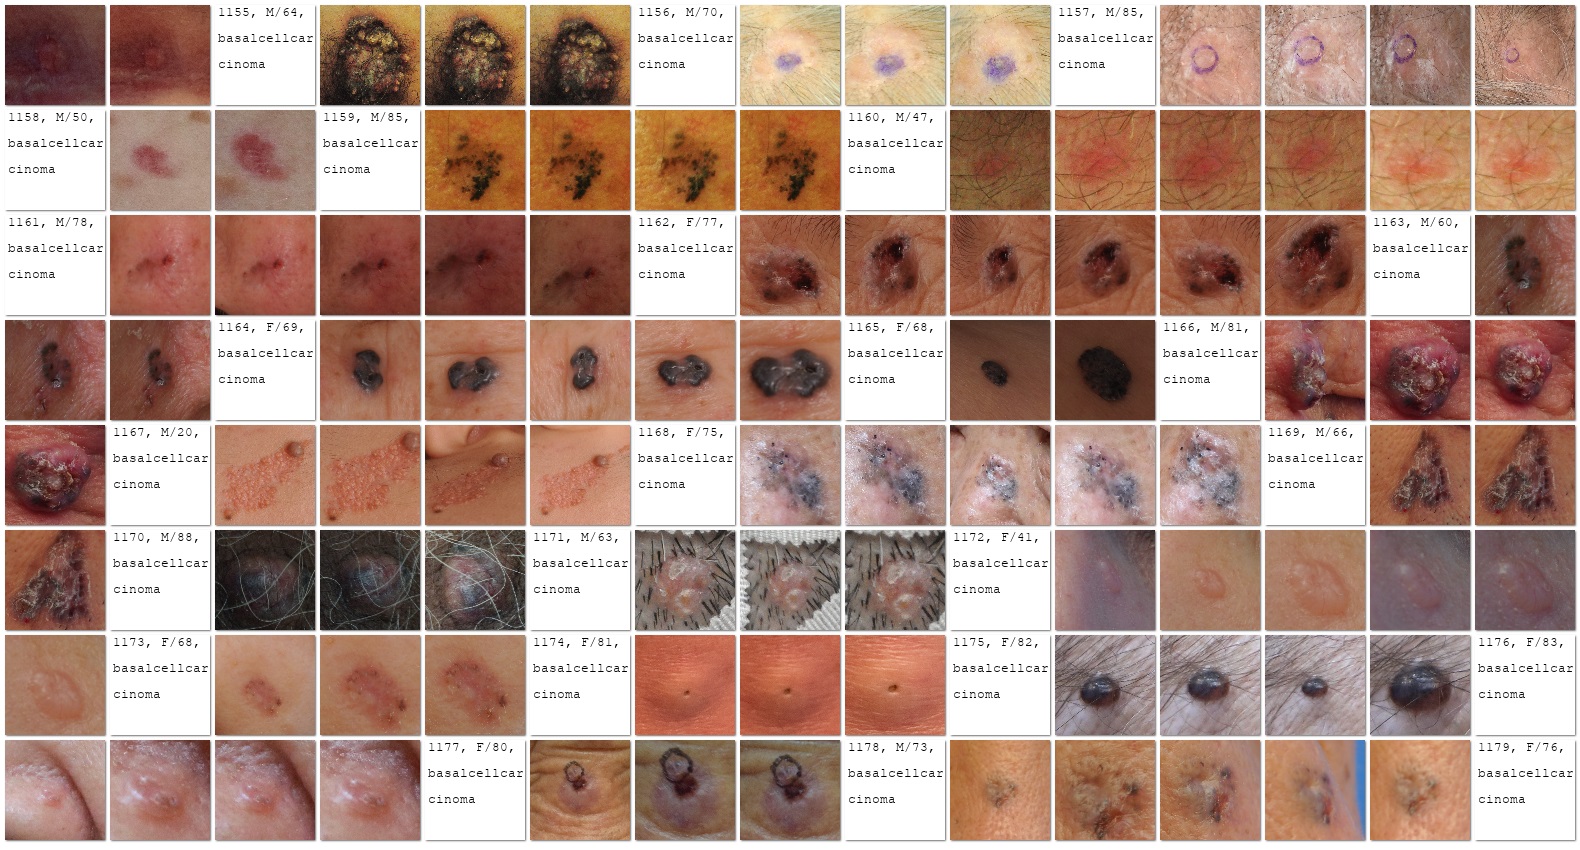 1155, M/64,
basalcellcar
cinoma
1156, M/70,
basalcellcar
cinoma
1157, M/85,
basalcellcar
cinoma
1158, M/50,
basalcellcar
cinoma
1159, M/85,
basalcellcar
cinoma
1160, M/47,
basalcellcar
cinoma
1161, M/78,
basalcellcar
cinoma
1162, F/77,
basalcellcar
cinoma
1163, M/60,
basalcellcar
cinoma
1164, F/69,
basalcellcar
cinoma
1165, F/68,
basalcellcar
cinoma
1166, M/81,
basalcellcar
cinoma
1167, M/20,
basalcellcar
cinoma
1168, F/75,
basalcellcar
cinoma
1169, M/66,
basalcellcar
cinoma
1170, M/88,
basalcellcar
cinoma
1171, M/63,
basalcellcar
cinoma
1172, F/41,
basalcellcar
cinoma
1173, F/68,
basalcellcar
cinoma
1174, F/81,
basalcellcar
cinoma
1175, F/82,
basalcellcar
cinoma
1176, F/83,
basalcellcar
cinoma
1177, F/80,
basalcellcar
cinoma
1178, M/73,
basalcellcar
cinoma
1179, F/76,
basalcellcar
cinoma